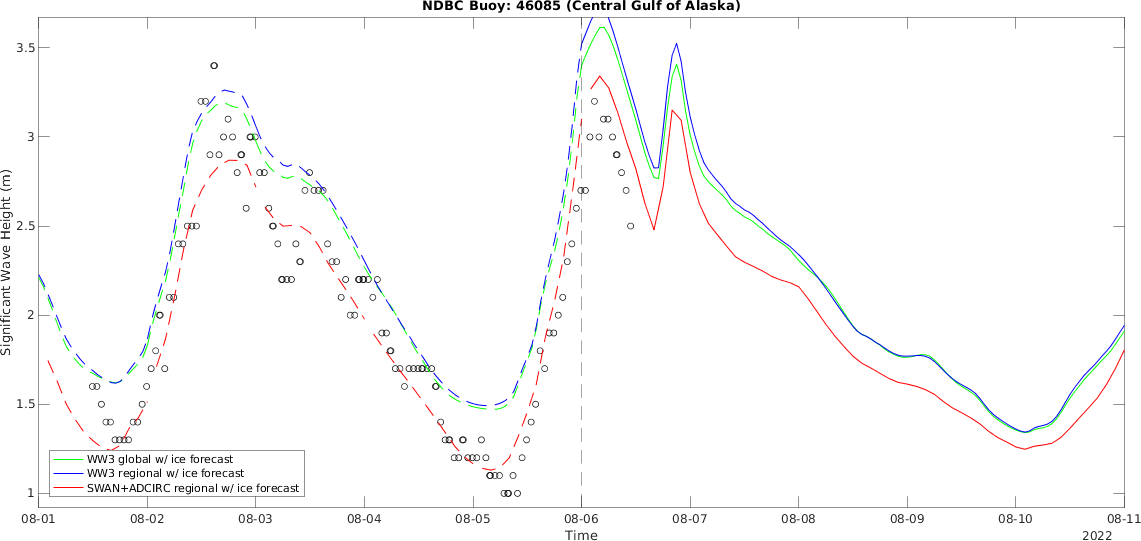 NDBC Buoy: 46085 (Central Gulf of Alaska)
Significant Wave Height (m)
3.5
3
2.5
2
1.5
1
WW3 global w/ ice forecast
WW3 regional w/ ice forecast
SWAN+ADCIRC regional w/ ice forecast
08-01 08-02 08-03 08-04 08-05 08-06 08-07 08-08 08-09 08-10 08-11
Time
2022